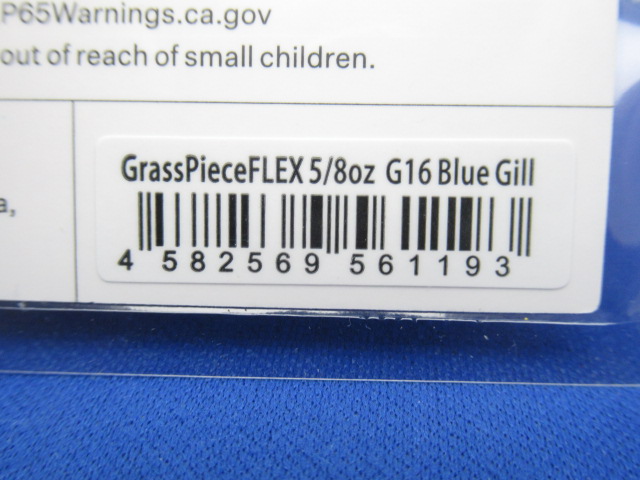 P65Warnings.ca.gov
out of reach of small children.
a,
GrassPieceFLEX 5/8oz G16 Blue Gill
4 582569 561193